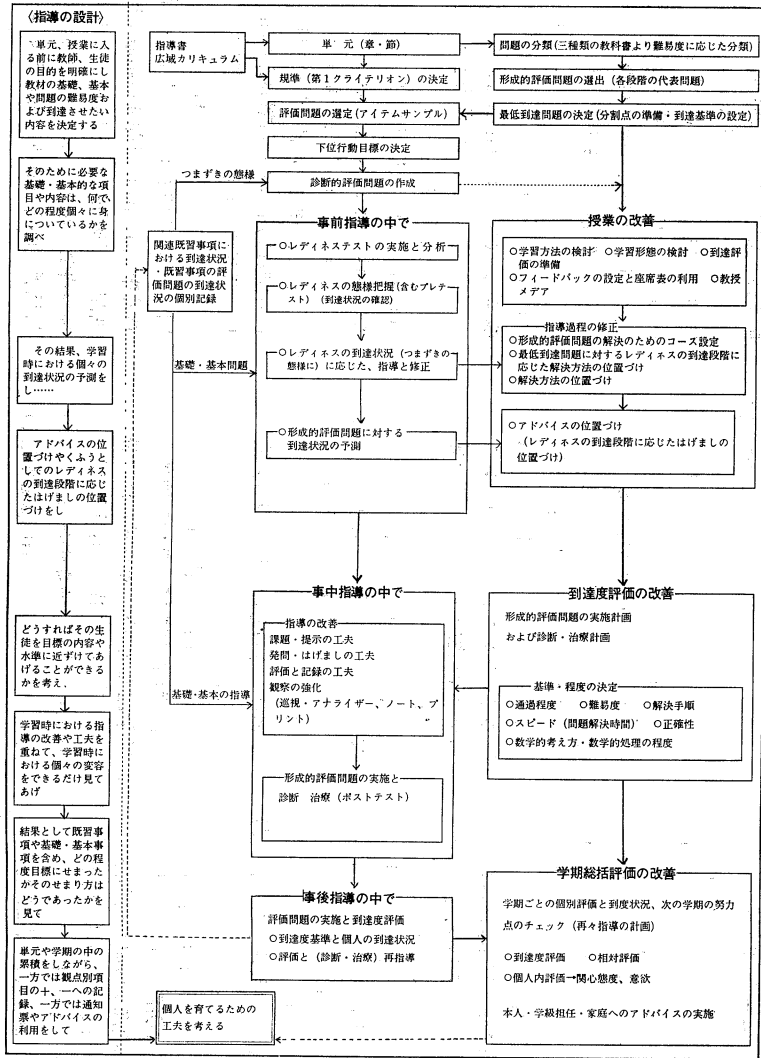 〈指導の設計〉
単元、授業に入
る前に教師、生徒
の目的を明確にし
教材の基礎、基本
や問題の難易度お
よび到達させたい
内容を決定する
そのために必要な
基礎・基本的な項
目や内容は、何で、
どの程度個々に身
についているかを
調べ
その結果、学習
時における個々の
到達状況の予測を
し……
アドバイスの位
置づけやくふうと
してのレディネス
の到達段階に応じ
たはげましの位置
づけをし
どうすればその生
徒を目標の内容や
水準に近ずけてあ
げることができる
かを考え、
学習時における指
導の改善や工夫を
重ねて、学習時に
おける個々の変容
をできるだけ見て
あげ
結果として既習事
項や基礎・基本事
項を含め、どの程
度目標にせまった
かそのせまり方は
どうであったかを
見て
単元や学期の中の
累積をしながら、
一方では観点別項
目の＋、－への記
録、一方では通知
票やアドバイスの
利用をして
指導書
広域カリキュラム
単元（章・節）
規準（第1クライテリオン）の決定
評価問題の選定（アイテムサンプル）
下位行動目標の決定
つまずきの態様
診断的評価問題の作成
問題の分類（三種類の教科書より難易度に応じた分類）
形成的評価問題の選出（各段階の代表問題）
最低到達問題の決定（分割点の準備・到達基準の設定）
関連既習事項に
おける到達状況
・既習事項の評
価問題の到達状
況の個別記録
基礎・基本問題
基礎・基本の指導
事前指導の中で
○レディネステストの実施と分析
○レディネスの態様把握（含むプレテ
スト）（到達状況の確認）
○レディネスの到達状況（つまずきの
態様に）に応じた、指導と修正
○形成的評価問題に対する
到達状況の予測
授業の改善
○学習方法の検討　○学習形態の検討　○到達評
価の準備
○フィードバックの設定と座席表の利用　○教授
メデア
指導過程の修正
○形成的評価問題の解決のためのコース設定
○最低到達問題に対するレディネスの到達段階に
応じた解決方法の位置づけ
○解決方法の位置づけ
○アドバイスの位置づけ
（レディネスの到達段階に応じたはげましの
位置づけ）
事中指導の中で
指導の改善
課題・提示の工夫
発問・はげましの工夫
評価と記録の工夫
観察の強化
（巡視・アナライザー、ノート、プ
リント）
形成的評価問題の実施と
診断　治療（ポストテスト）
到達度評価の改善
形成的評価問題の実施計画
および診断・治療計画
基準・程度の決定
○通過程度　○難易度　○解決手順
○スピード（問題解決時間）　○正確性
○数学的考え方・数学的処理の程度
事後指導の中で
評価問題の実施と到達度評価
○到達度基準と個人の到達状況
○評価と（診断・治療）再指導
学期総括評価の改善
学期ごとの個別評価と到度状況、次の学期の努力
点のチェック（再々指導の計画）
○到達度評価　○相対評価
○個人内評価→関心態度、意欲
本人・学級担任・家庭へのアドバイスの実施
個人を育てるための
工夫を考える